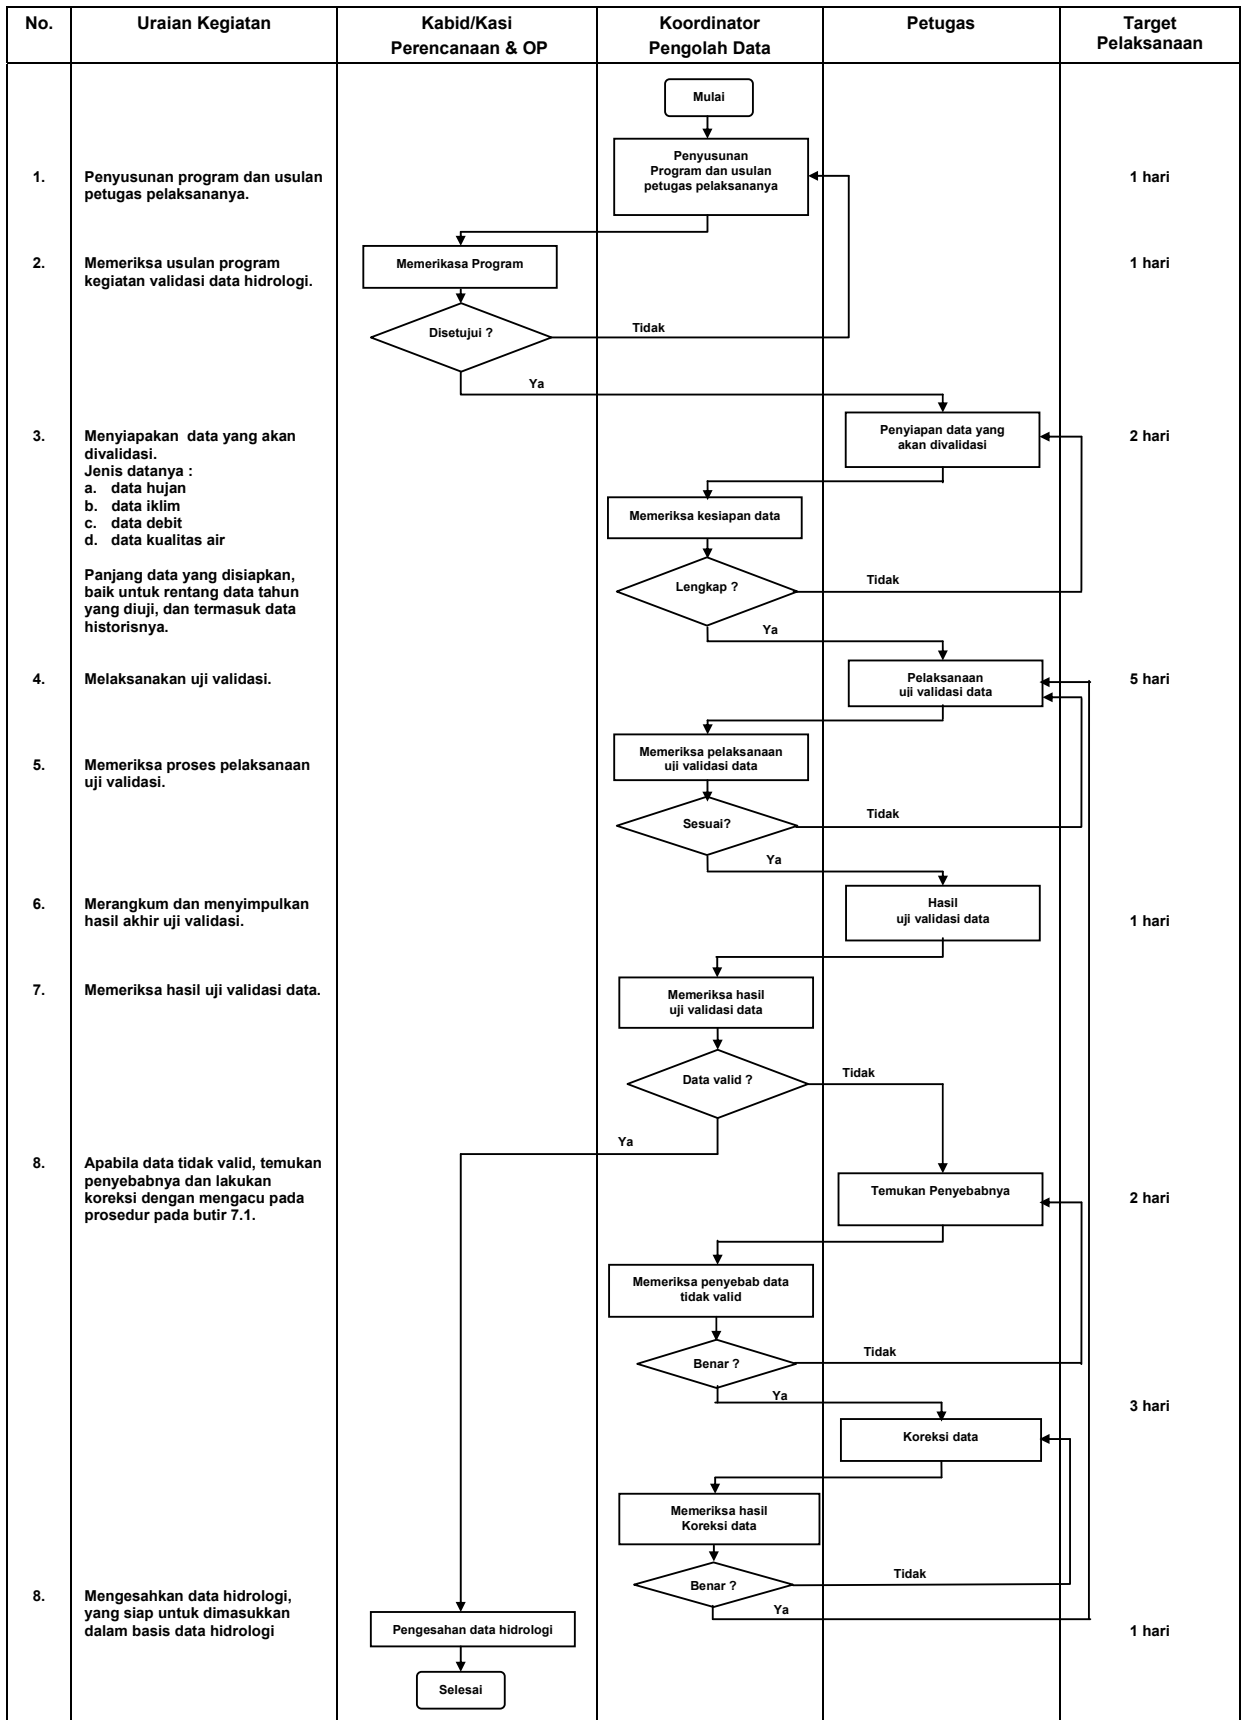 No.
Uraian Kegiatan
Kabid/Kasi
Perencanaan & OP
Koordinator
Pengolah Data
Petugas
Target
Pelaksanaan
Mulai
1.
Penyusunan program dan usulan
petugas pelaksananya.
Penyusunan
Program dan usulan
petugas pelaksananya
1 hari
2.
Memeriksa usulan program
kegiatan validasi data hidrologi.
Memerikasa Program
1 hari
Disetujui ?
Tidak
Ya
3.
Menyiapakan data yang akan
divalidasi.
Jenis datanya :
a. data hujan
b. data iklim
c. data debit
d. data kualitas air
Panjang data yang disiapkan,
baik untuk rentang data tahun
yang diuji, dan termasuk data
historisnya.
Penyiapan data yang
akan divalidasi
2 hari
Memeriksa kesiapan data
Lengkap ?
Tidak
Ya
4.
Melaksanakan uji validasi.
Pelaksanaan
uji validasi data
5 hari
5.
Memeriksa proses pelaksanaan
uji validasi.
Memeriksa pelaksanaan
uji validasi data
Sesuai?
Tidak
Ya
6.
Merangkum dan menyimpulkan
hasil akhir uji validasi.
Hasil
uji validasi data
1 hari
7.
Memeriksa hasil uji validasi data.
Memeriksa hasil
uji validasi data
Data valid ?
Tidak
Ya
8.
Apabila data tidak valid, temukan
penyebabnya dan lakukan
koreksi dengan mengacu pada
prosedur pada butir 7.1.
Temukan Penyebabnya
2 hari
Memeriksa penyebab data
tidak valid
Benar ?
Tidak
Ya
3 hari
Koreksi data
Memeriksa hasil
Koreksi data
Benar ?
Tidak
Ya
8.
Mengesahkan data hidrologi,
yang siap untuk dimasukkan
dalam basis data hidrologi
Pengesahan data hidrologi
1 hari
Selesai